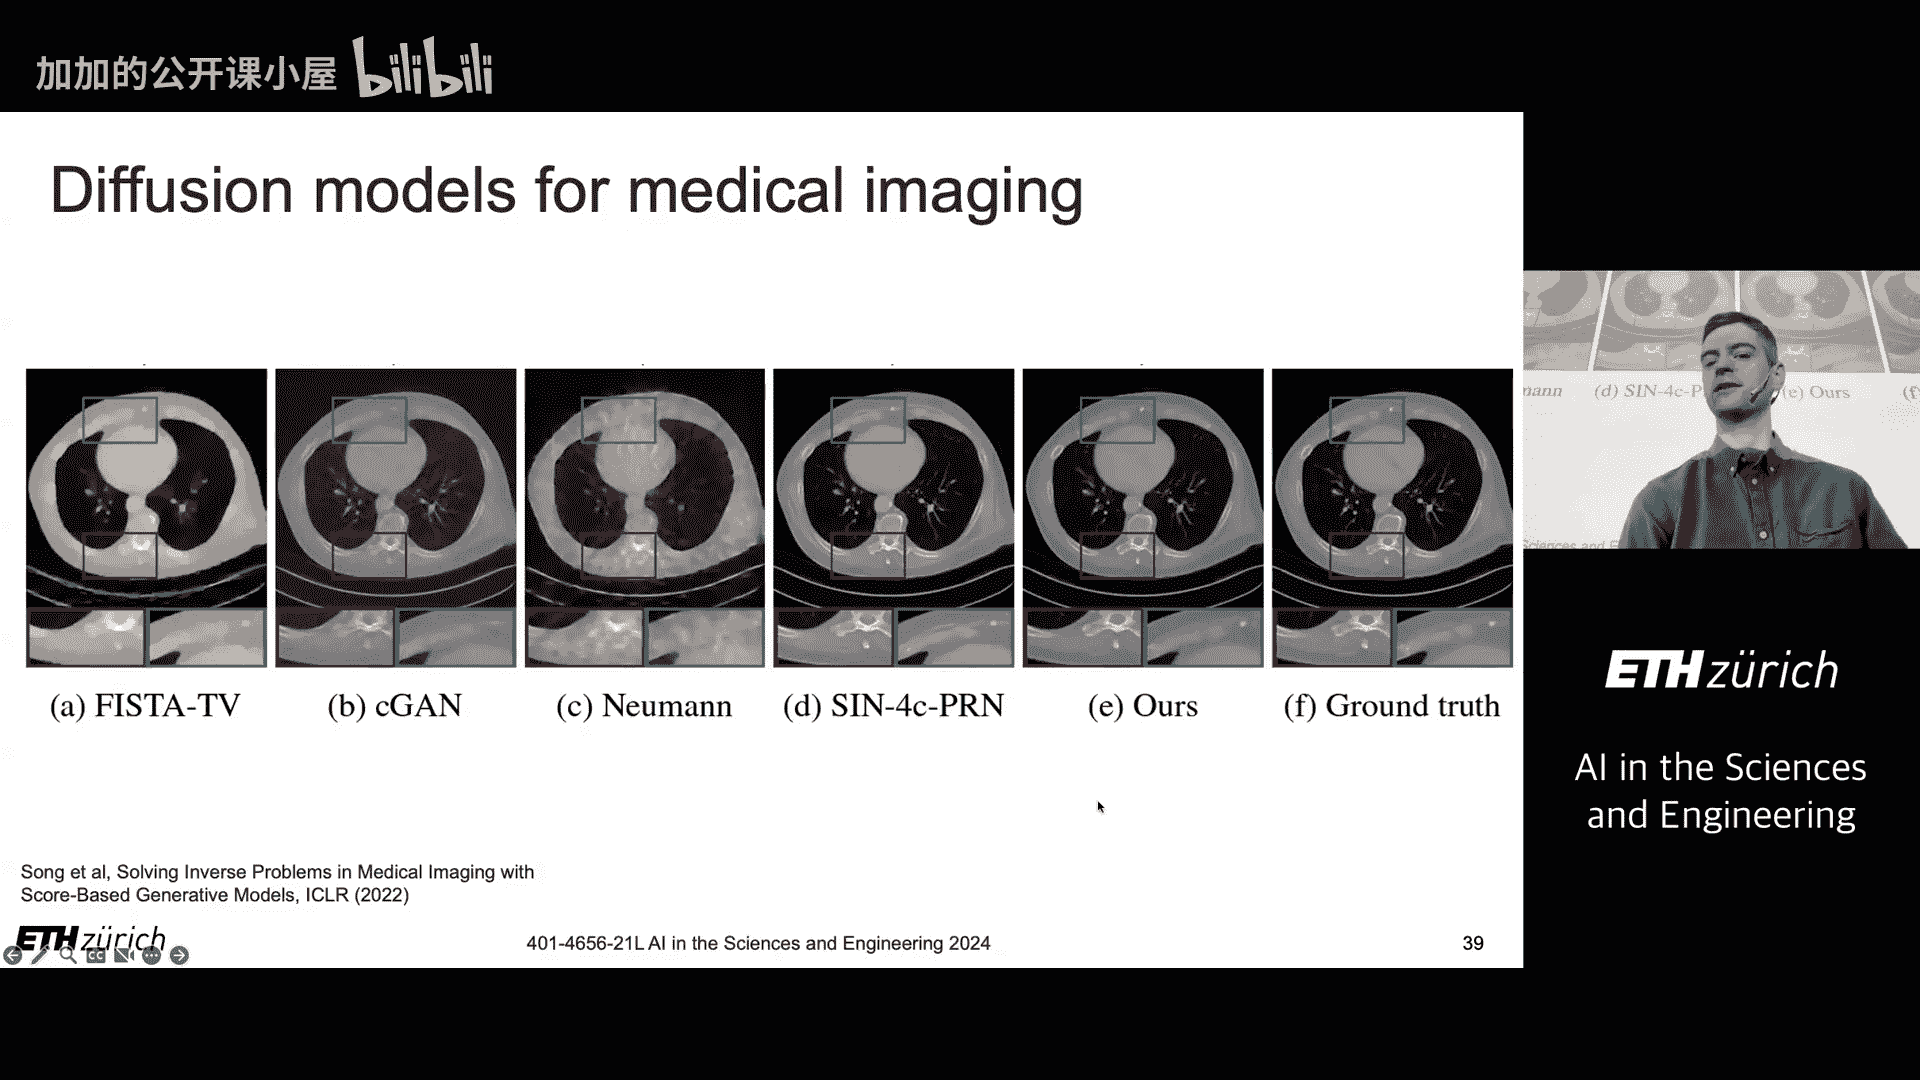 加加的公开课小屋 bilibili
Diffusion models for medical imaging
(a) FISTA-TV
(b) cGAN
(c) Neumann
(d) SIN-4c-PRN
(e) Ours
(f) Ground truth
Song et al, Solving Inverse Problems in Medical Imaging with
Score-Based Generative Models, ICLR (2022)
ETH zürich
401-4656-21L AI in the Sciences and Engineering 2024
39
(d) SIN-4c-P
(e) Ours
(f)
ETH zürich
AI in the Sciences
and Engineering